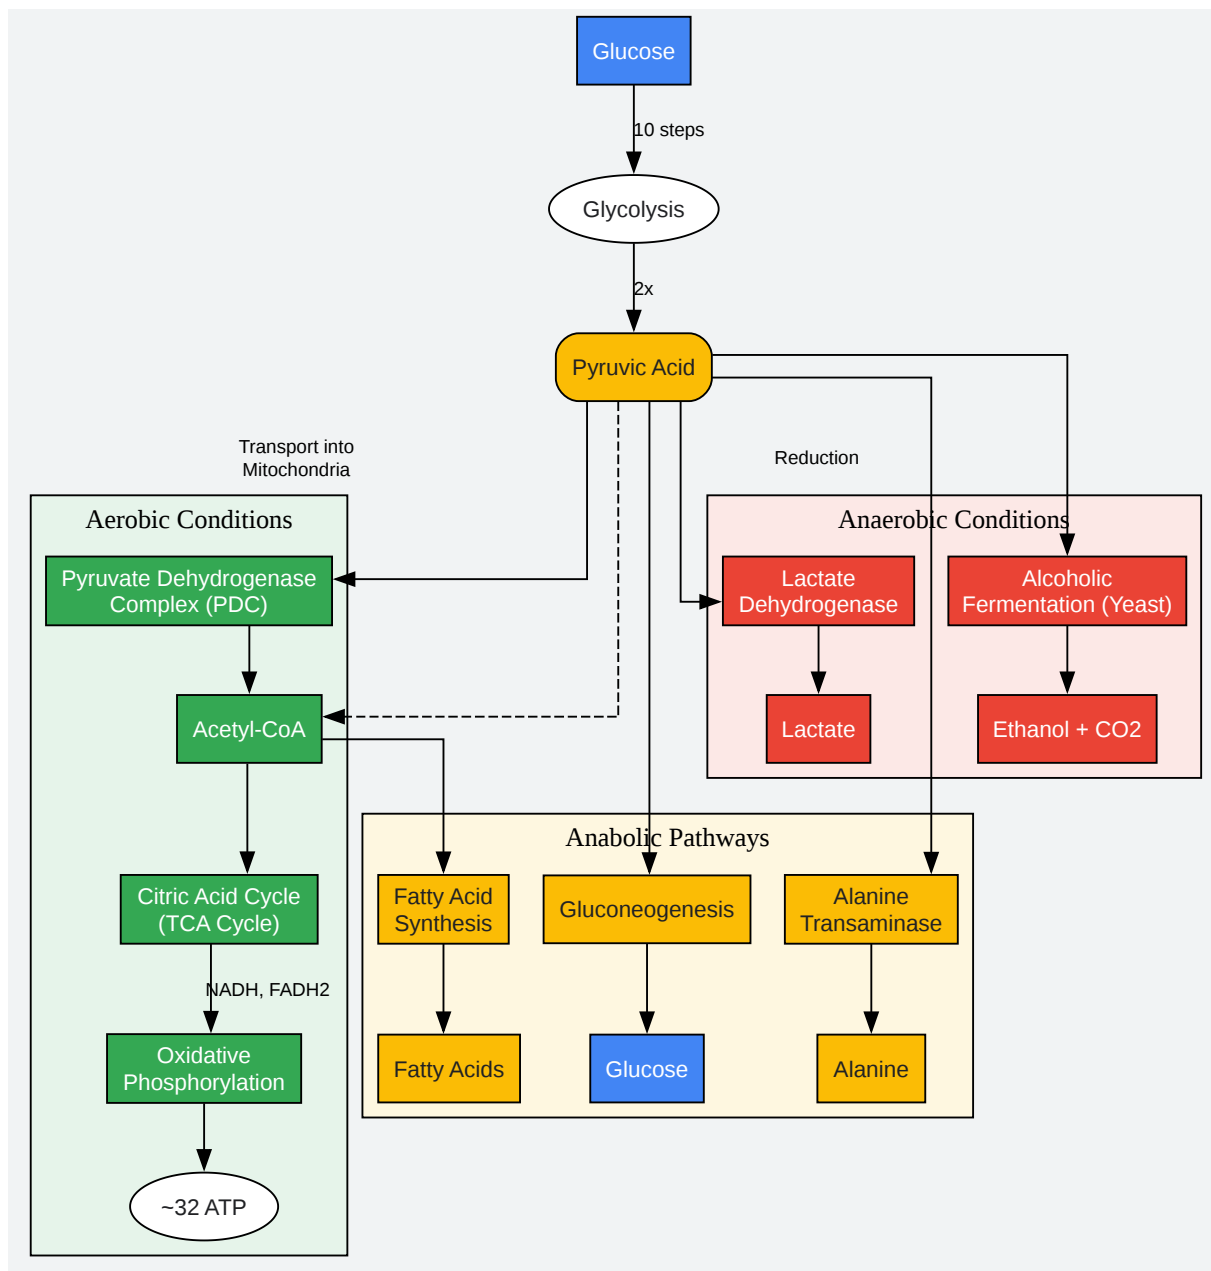 Glucose
10 steps
Glycolysis
2x
Pyruvic Acid
Transport into
Mitochondria
Reduction
Aerobic Conditions
Anaerobic Conditions
Pyruvate Dehydrogenase
Complex (PDC)
Lactate
Dehydrogenase
Alcoholic
Fermentation (Yeast)
Acetyl-CoA
Lactate
Ethanol + CO2
Anabolic Pathways
Citric Acid Cycle
(TCA Cycle)
Fatty Acid
Synthesis
Gluconeogenesis
Alanine
Transaminase
NADH, FADH2
Oxidative
Phosphorylation
Fatty Acids
Glucose
Alanine
~32 ATP